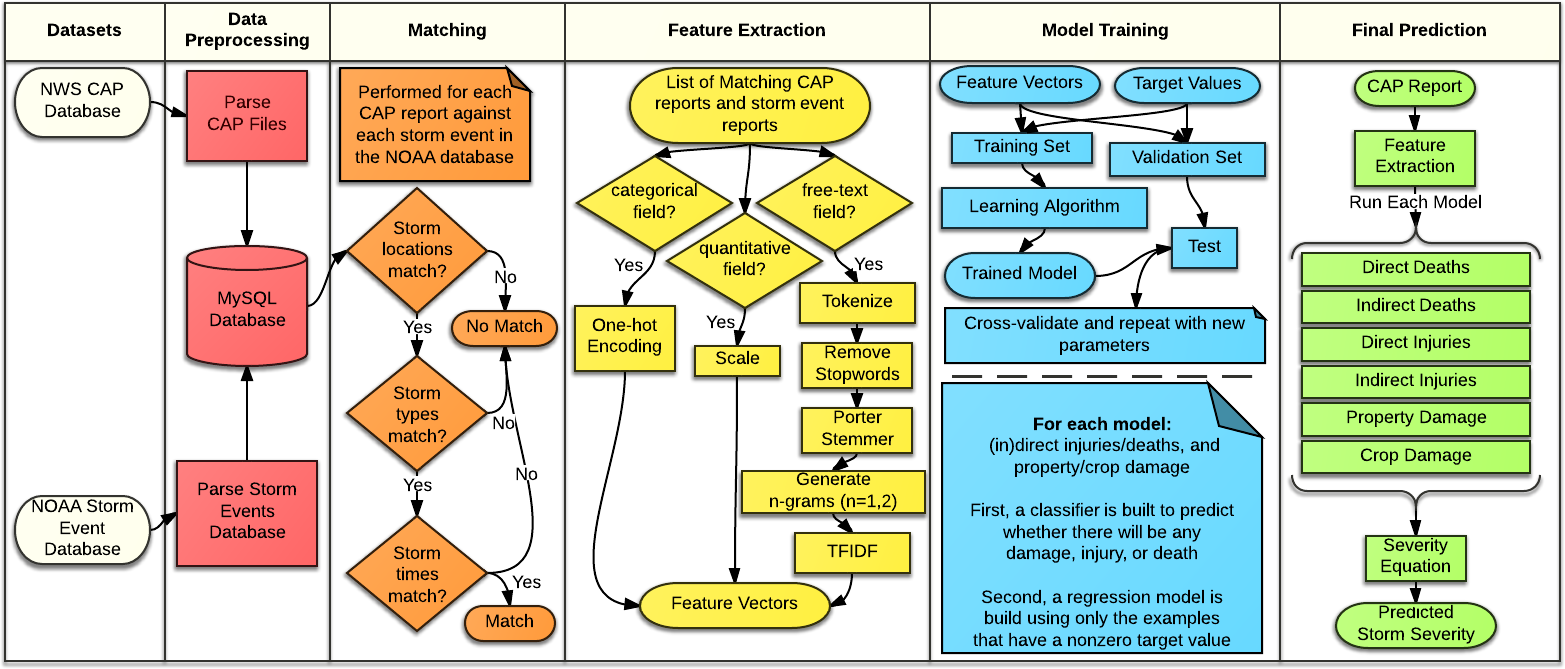 Datasets
Data
Preprocessing
Matching
Feature Extraction
Model Training
Final Prediction
NWS CAP
Database
NOAA Storm
Event
Database
Parse
CAP Files
MySQL
Database
Parse Storm
Events
Database
Performed for each
CAP report against
each storm event in
the NOAA database
Storm
locations
match?
No
No Match
Yes
Storm
types
match?
No
No
Yes
Storm
times
match?
Yes
Match
List of Matching CAP
reports and storm event
reports
categorical
field?
quantitative
field?
free-text
field?
Yes
Yes
Yes
One-hot
Encoding
Scale
Tokenize
Remove
Stopwords
Porter
Stemmer
Generate
n-grams (n=1,2)
TFIDF
Feature Vectors
Feature Vectors
Target Values
Training Set
Validation Set
Learning Algorithm
Test
Trained Model
Cross-validate and repeat with new
parameters
For each model:
(in)direct injuries/deaths, and
property/crop damage
First, a classifier is built to predict
whether there will be any
damage, injury, or death
Second, a regression model is
build using only the examples
that have a nonzero target value
CAP Report
Feature
Extraction
Run Each Model
Direct Deaths
Indirect Deaths
Direct Injuries
Indirect Injuries
Property Damage
Crop Damage
Severity
Equation
Predicted
Storm Severity